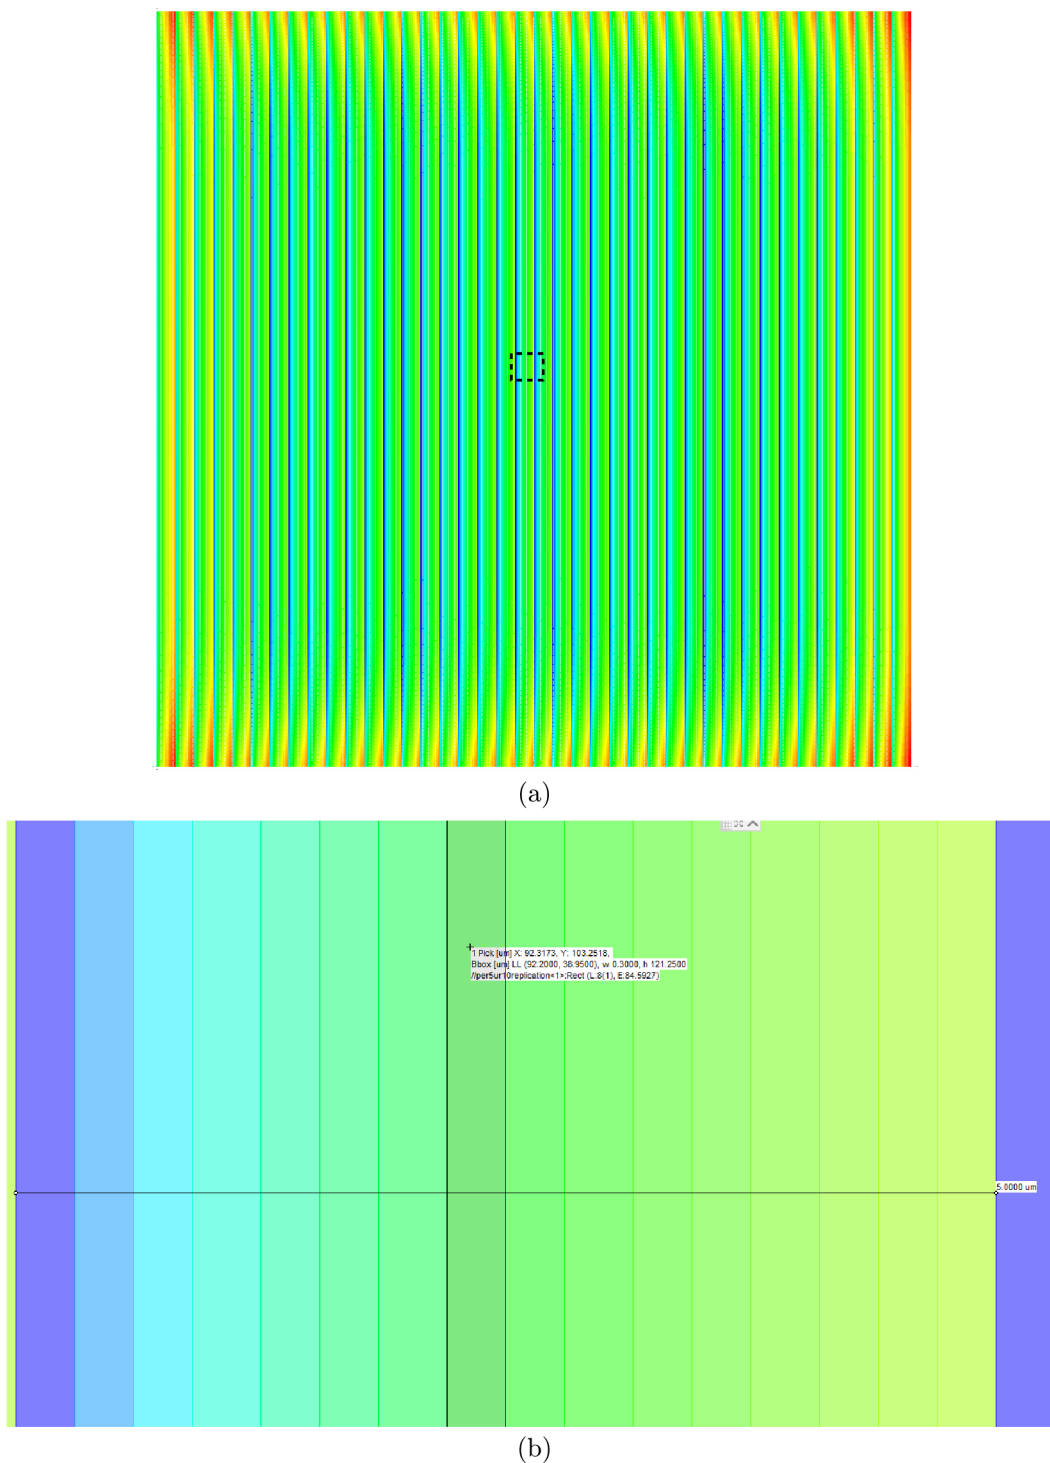 (a)
1 Pick [um] X: 92.3173, Y: 103.2518,
Bbox [um] LL (92.2000, 38.9500), w 0.3000, h 121.2500
//per5ur10replication<1>:Rect (L:8(1), E:84.5927)
5.0000 um
(b)